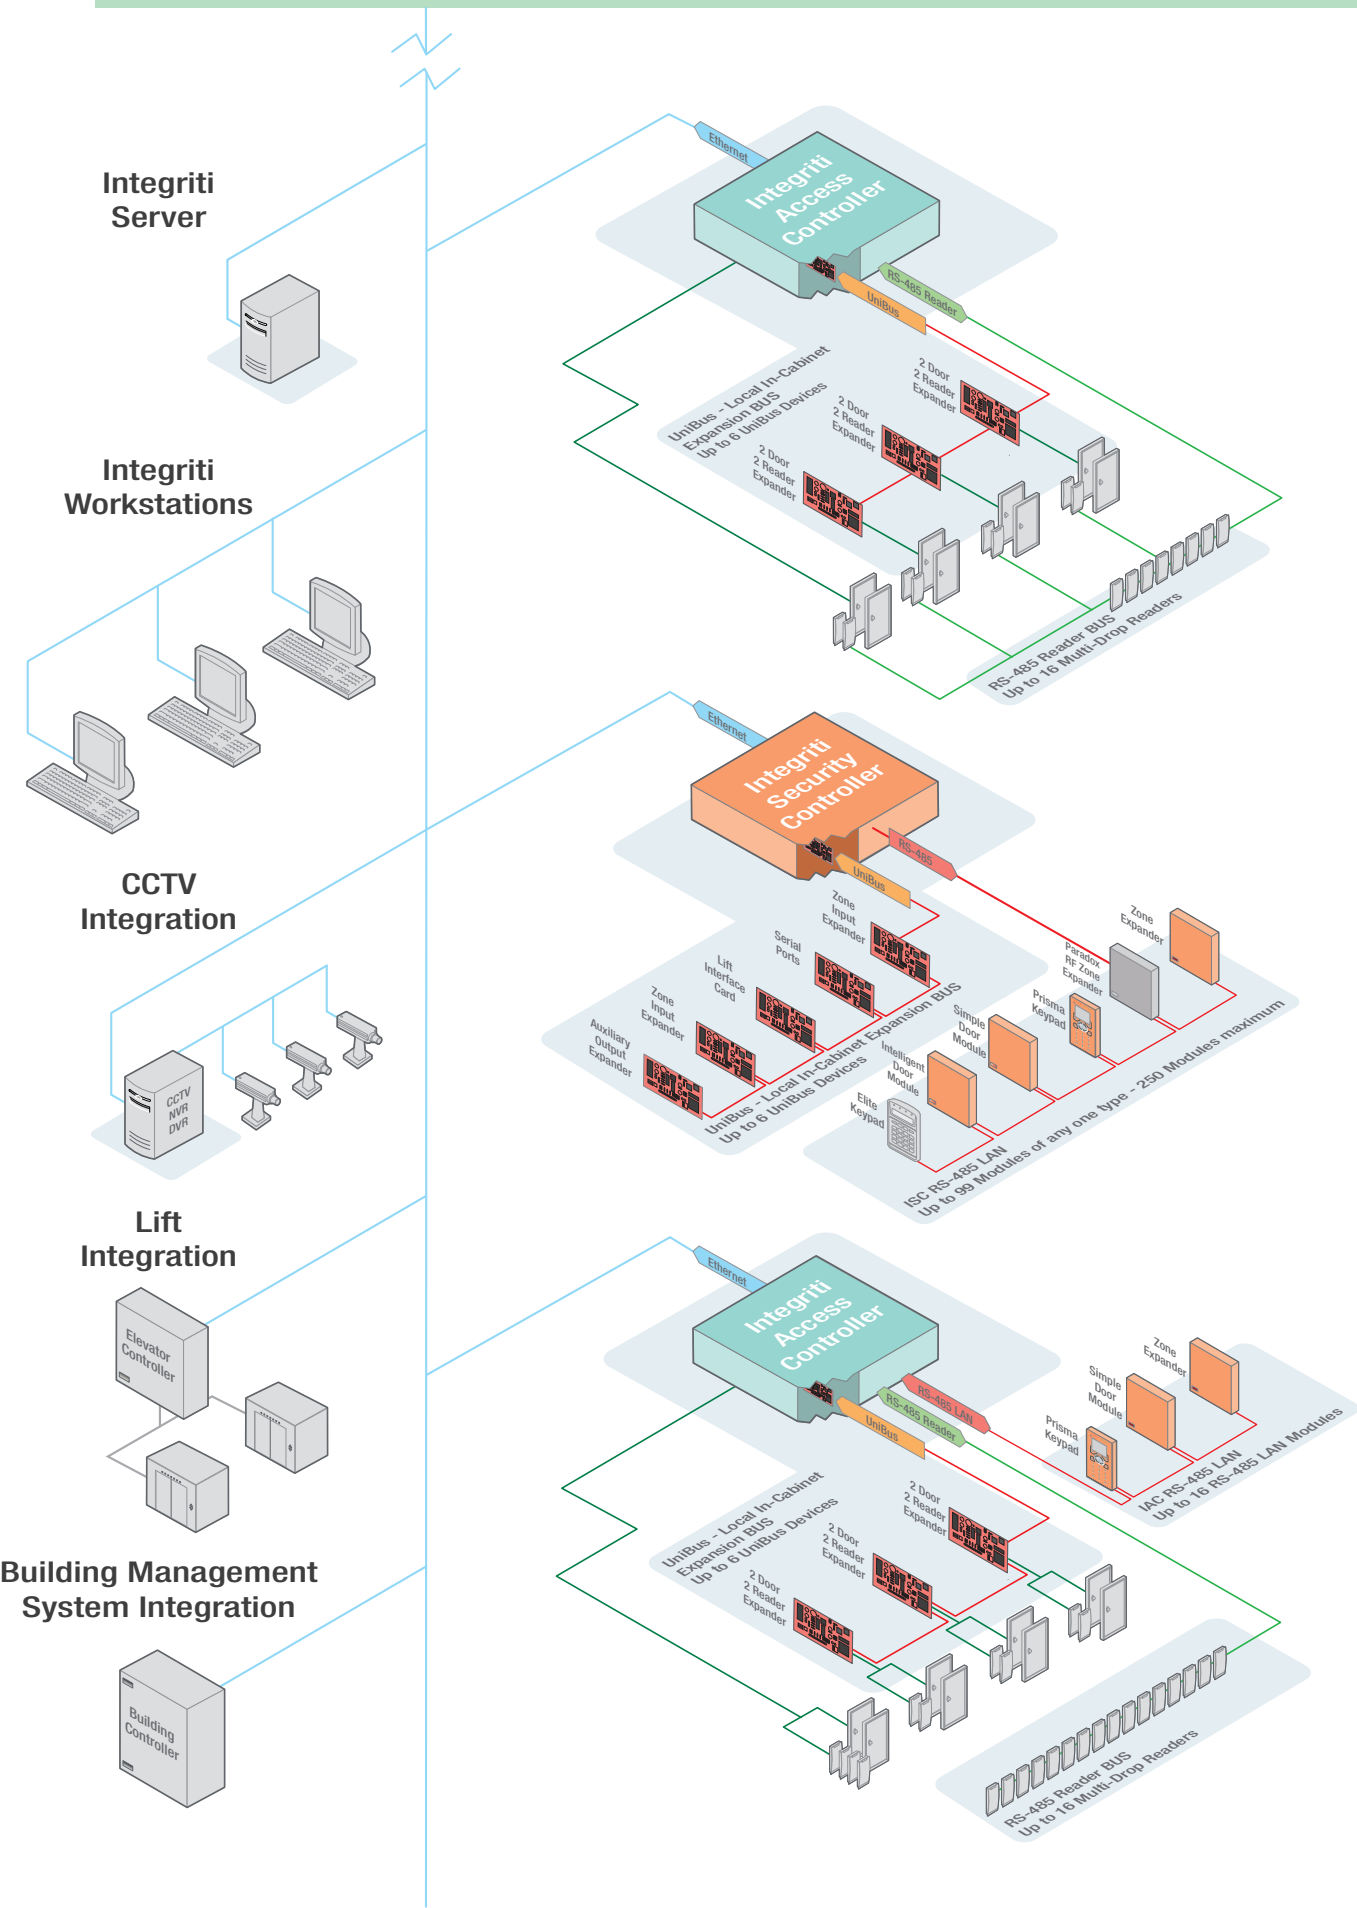 Integriti
Server
Integriti
Workstations
CCTV
Integration
CCTV
NVR
DVR
Lift
Integration
Elevator
Controller
Building Management
System Integration
Building
Controller
Ethernet
Integriti
Access
Controller
UniBus
RS-485 Reader
UniBus - Local In-Cabinet
Expansion BUS
Up to 6 UniBus Devices
2 Door
2 Reader
Expander
2 Door
2 Reader
Expander
2 Door
2 Reader
Expander
RS-485 Reader BUS
Up to 16 Multi-Drop Readers
Ethernet
Integriti
Security
Controller
RS-485
UniBus
Zone
Input
Expander
Serial
Ports
Lift
Interface
Card
Zone
Input
Expander
Auxiliary
Output
Expander
UniBus - Local In-Cabinet Expansion BUS
Up to 6 UniBus Devices
Zone
Expander
Paradox
RF Zone
Expander
Prisma
Keypad
Simple
Door
Module
Intelligent
Door
Module
Elite
Keypad
ISC RS-485 LAN
Up to 99 Modules of any one type - 250 Modules maximum
Ethernet
Integriti
Access
Controller
RS-485 LAN
RS-485 Reader
UniBus
Zone
Expander
Simple
Door
Module
Prisma
Keypad
IAC RS-485 LAN
Up to 16 RS-485 LAN Modules
UniBus - Local In-Cabinet
Expansion BUS
Up to 6 UniBus Devices
2 Door
2 Reader
Expander
2 Door
2 Reader
Expander
2 Door
2 Reader
Expander
RS-485 Reader BUS
Up to 16 Multi-Drop Readers